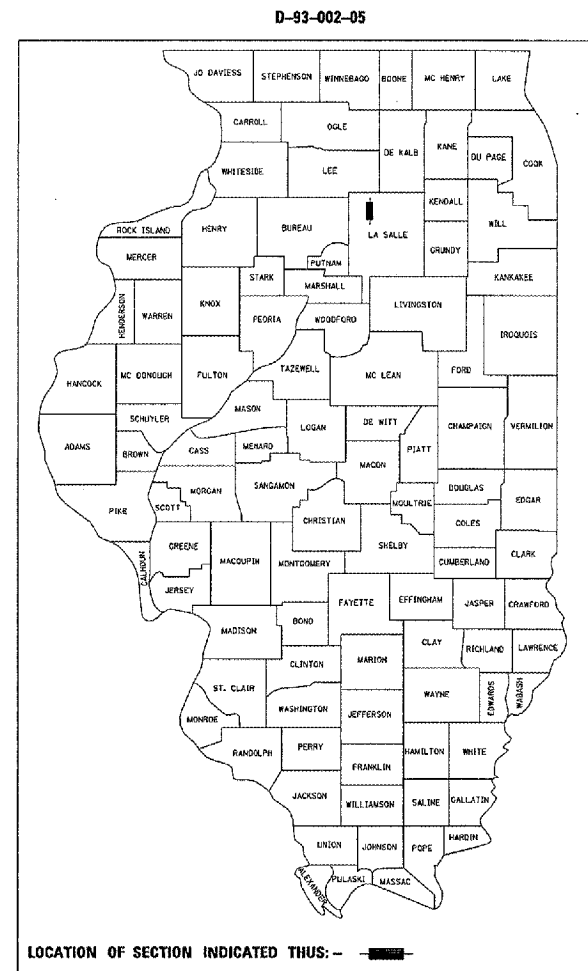 D-93-002-05
JO DAVIESS STEPHENSON WINNEBAGO BOONE MC HENRY LAKE
CARROLL OGLE
DE KALB KANE DU PAGE COOK
WHITESIDE LEE
KENDALL WILL
ROCK ISLAND HENRY BUREAU LA SALLE
GRUNDY
MERCER PUTNAM
STARK MARSHALL KANKAKEE
HENDERSON WARREN KNOX PEORIA WOODFORD LIVINGSTON IROQUOIS
HANCOCK MC DONOUGH FULTON TAZEWELL MC LEAN FORD
SCHUYLER MASON LOGAN DE WITT CHAMPAIGN VERMILION
ADAMS BROWN CASS MENARD MACON PIATT
PIKE SCOTT MORGAN SANGAMON MOULTRIE DOUGLAS EDGAR
CHRISTIAN COLES
CALHOUN GREENE MACOUPIN MONTGOMERY SHELBY CUMBERLAND CLARK
JERSEY FAYETTE EFFINGHAM JASPER CRAWFORD
MADISON BOND
CLINTON MARION CLAY RICHLAND LAWRENCE
ST. CLAIR WAYNE EDWARDS WABASH
MONROE WASHINGTON JEFFERSON
RANDOLPH PERRY HAMILTON WHITE
FRANKLIN
JACKSON WILLIAMSON SALINE GALLATIN
UNION JOHNSON POPE HARDIN
ALEXANDER PULASKI MASSAC
LOCATION OF SECTION INDICATED THUS: -